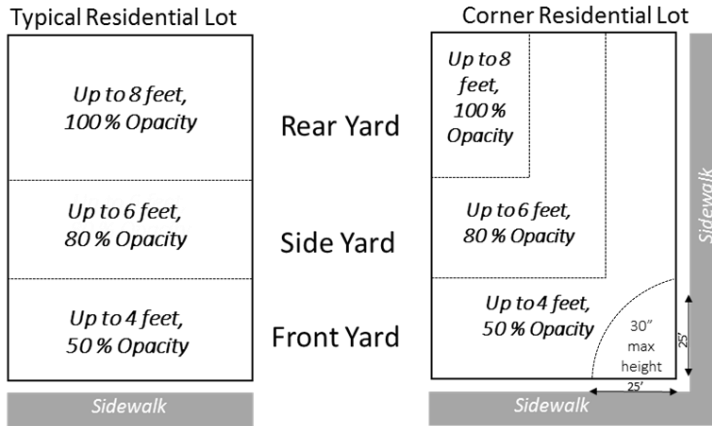 Typical Residential Lot
Up to 8 feet,
100 % Opacity
Up to 6 feet,
80 % Opacity
Up to 4 feet,
50 % Opacity
Sidewalk
Rear Yard
Side Yard
Front Yard
Corner Residential Lot
Up to 8
feet,
100 %
Opacity
Up to 6 feet,
80 % Opacity
Up to 4 feet,
50 % Opacity
30”
max
height
25’
25’
Sidewalk
Sidewalk